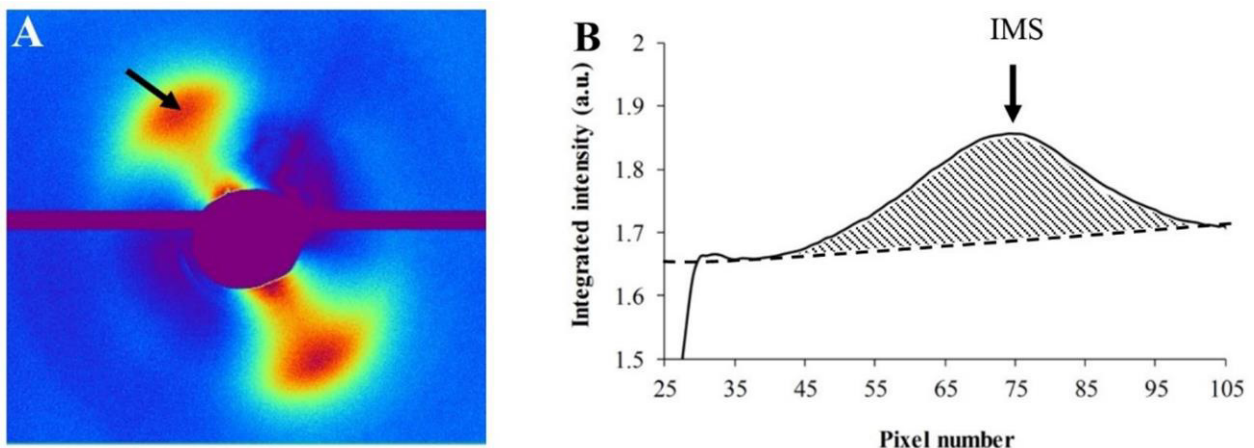 A
B
IMS
Integrated intensity (a.u.)
2
1.9
1.8
1.7
1.6
1.5
25 35 45 55 65 75 85 95 105
Pixel number